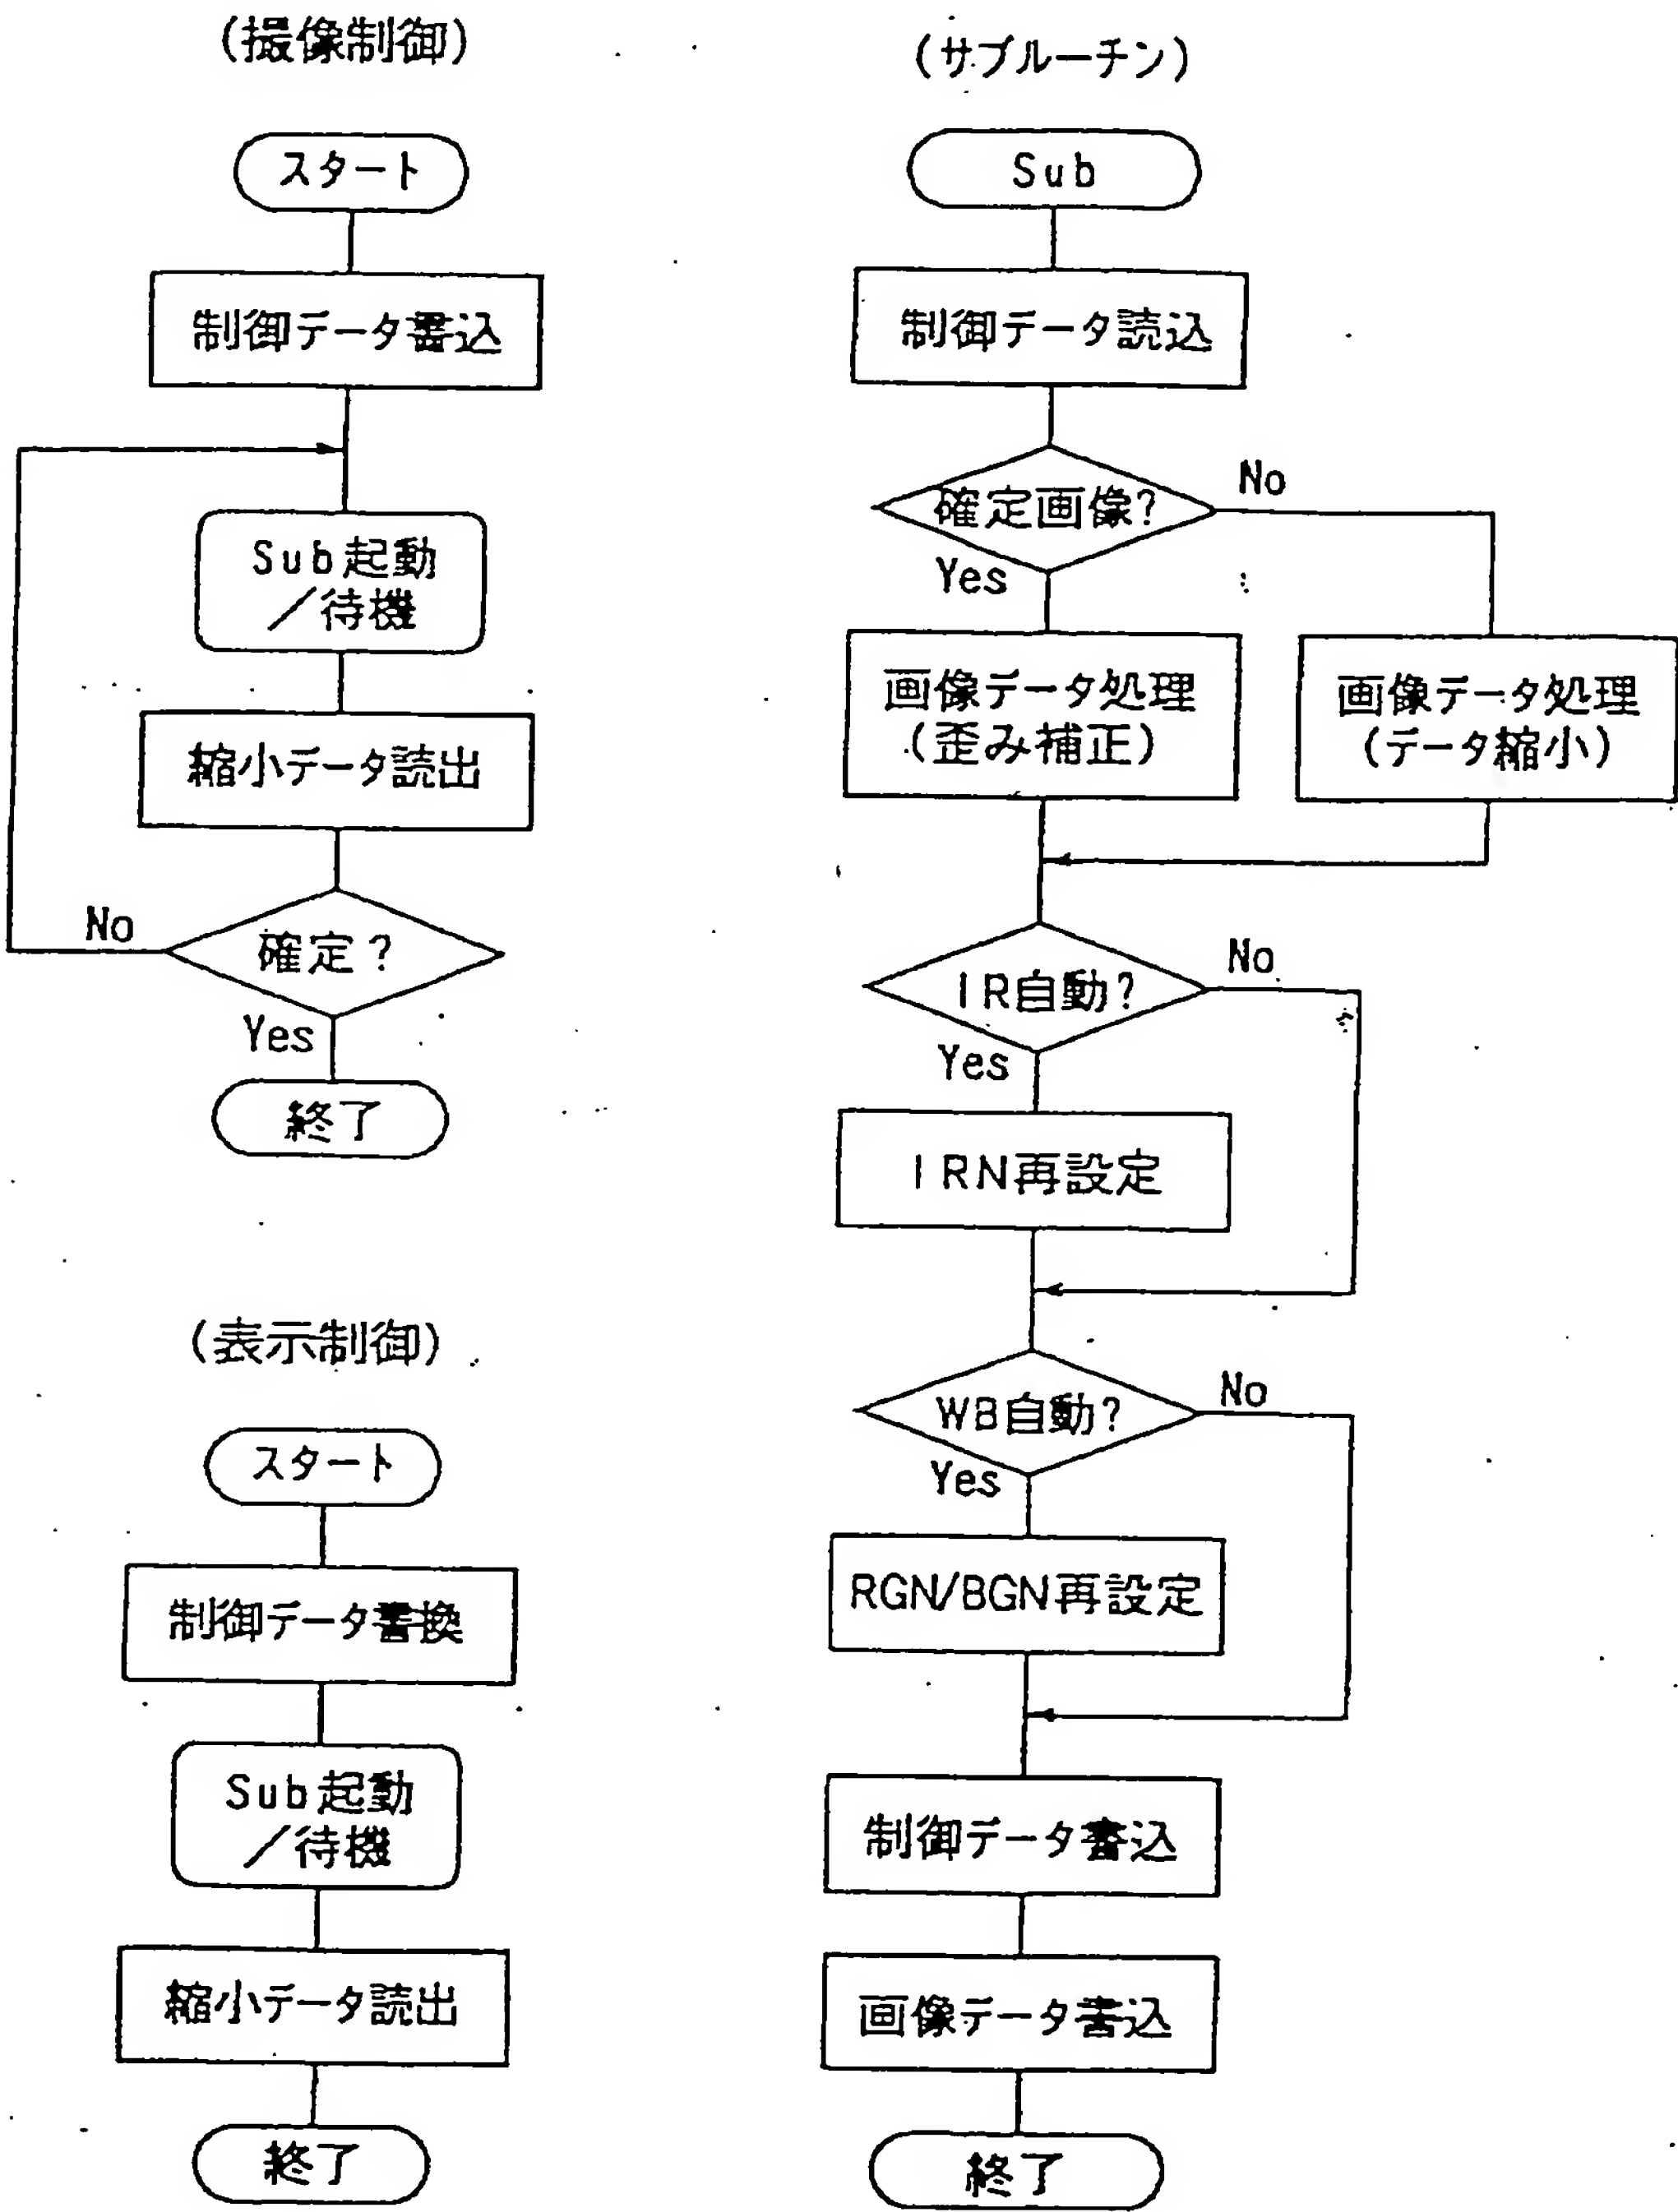 (撮像制御)
スタート
制御データ書込
Sub起動
／待機
縮小データ読出
No
確定？
Yes
終了
(表示制御)
スタート
制御データ書換
Sub起動
／待機
縮小データ読出
終了
(サブルーチン)
Sub
制御データ読込
確定画像?
No
Yes
画像データ処理
(歪み補正)
画像データ処理
(データ縮小)
IR自動?
No
Yes
IRN再設定
WB自動?
No
Yes
RGN/BGN再設定
制御データ書込
画像データ書込
終了